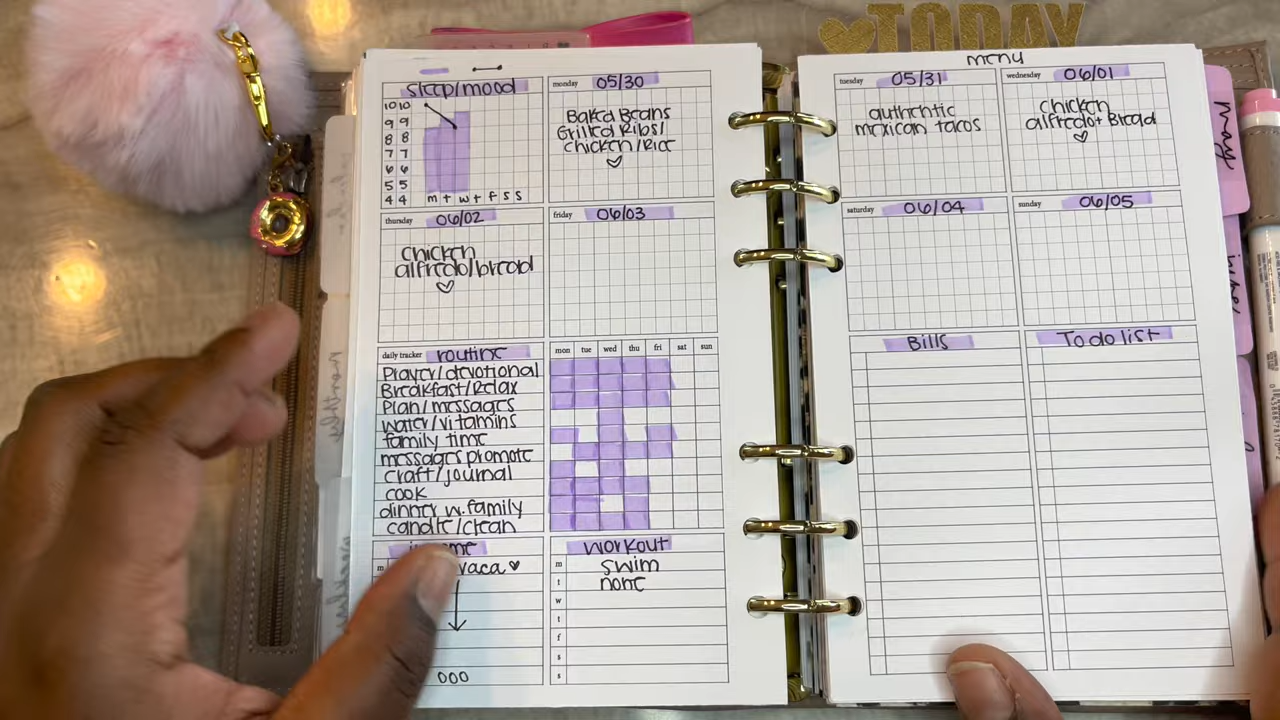 TODAY
sleep/mood
10 10
9 9
8 8
7 7
6 6
5 5
4 4
m t w t f s s
monday 05/30
Baked Beans
Grilled Ribs/
chicken/Rice
thursday 06/02
chicken
alfredo/bread
friday 06/03
daily tracker routine
Prayer/devotional
Breakfast/Relax
Plan/messages
water/vitamins
family time
messages promote
craft/journal
cook
dinner w. family
candle/clean
mon tue wed thu fri sat sun
m vaca
000
workout
m swim
t none
w
t
f
s
s
menu
tuesday 05/31
authentic
mexican tacos
wednesday 06/01
chicken
alfredo + Bread
saturday 06/04
sunday 06/05
Bills
To do list
may